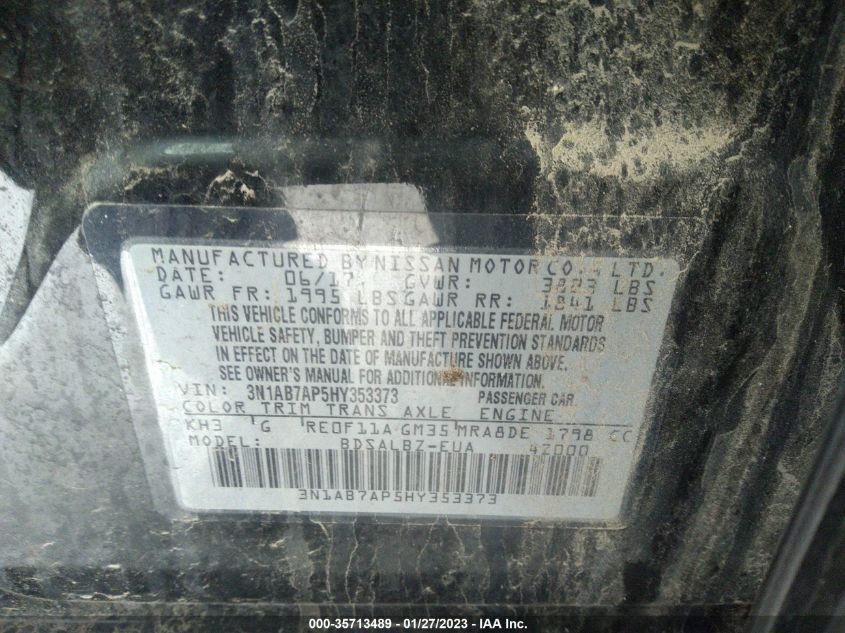 MANUFACTURED BY NISSAN MOTOR CO., LTD.
DATE: 06/17 GVWR: 3823 LBS
GAWR FR: 1995 LBS GAWR RR: 1841 LBS
THIS VEHICLE CONFORMS TO ALL APPLICABLE FEDERAL MOTOR
VEHICLE SAFETY, BUMPER AND THEFT PREVENTION STANDARDS
IN EFFECT ON THE DATE OF MANUFACTURE SHOWN ABOVE.
SEE OWNER'S MANUAL FOR ADDITIONAL INFORMATION.
VIN: 3N1AB7AP5HY353373 PASSENGER CAR
COLOR TRIM TRANS AXLE ENGINE
KH3 G RE0F11A GM35 MRA8DE 1798 CC
MODEL: BDSALBZ-EUA 42000
3N1AB7AP5HY353373
000-35713489 - 01/27/2023 - IAA Inc.